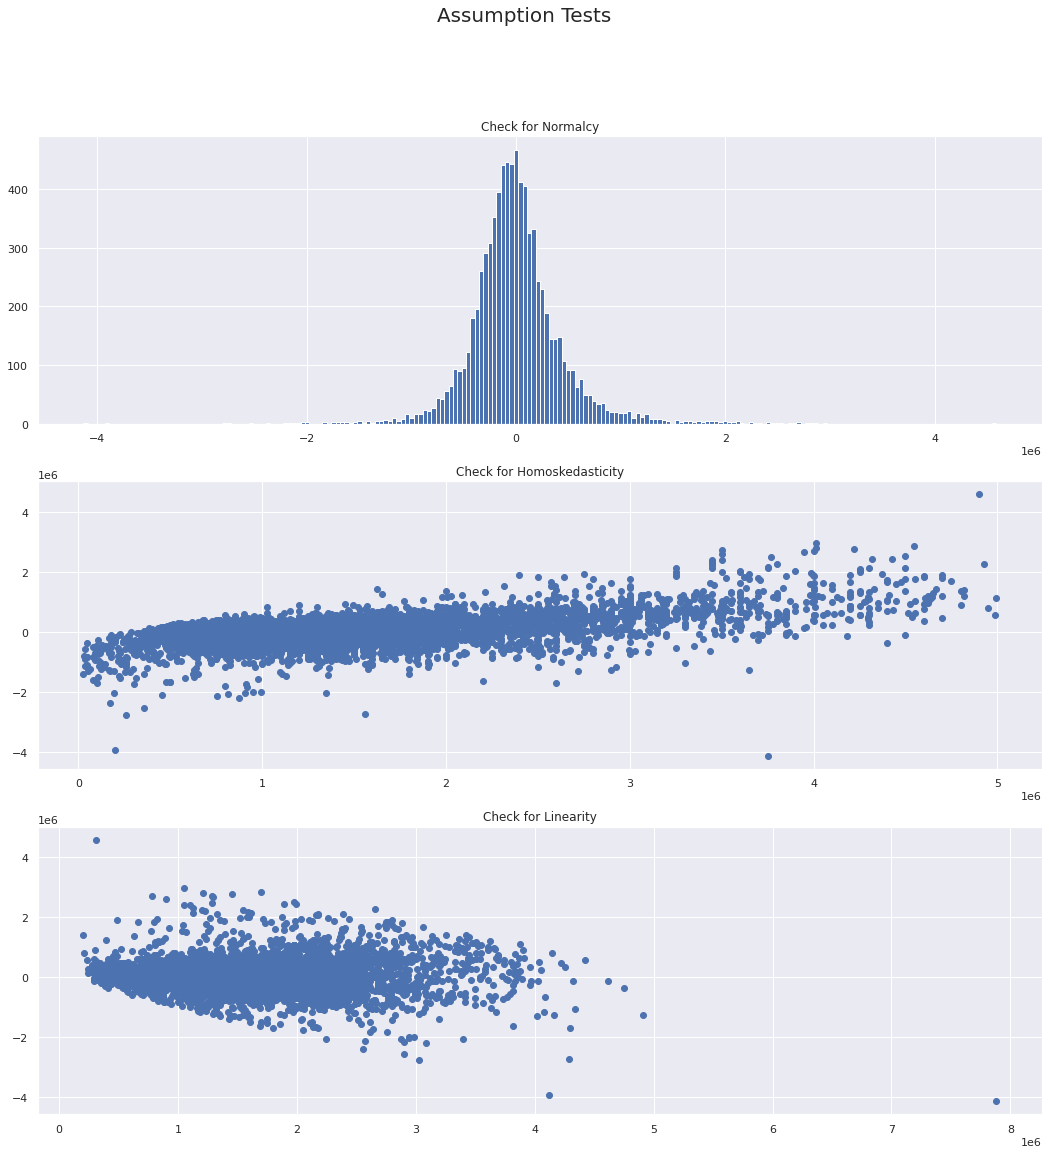 Assumption Tests
Check for Normalcy
400
300
200
100
0
−4 −2 0 2 4
1e6
1e6 Check for Homoskedasticity
4
2
0
−2
−4
0 1 2 3 4 5
1e6
1e6 Check for Linearity
4
2
0
−2
−4
0 1 2 3 4 5 6 7 8
1e6